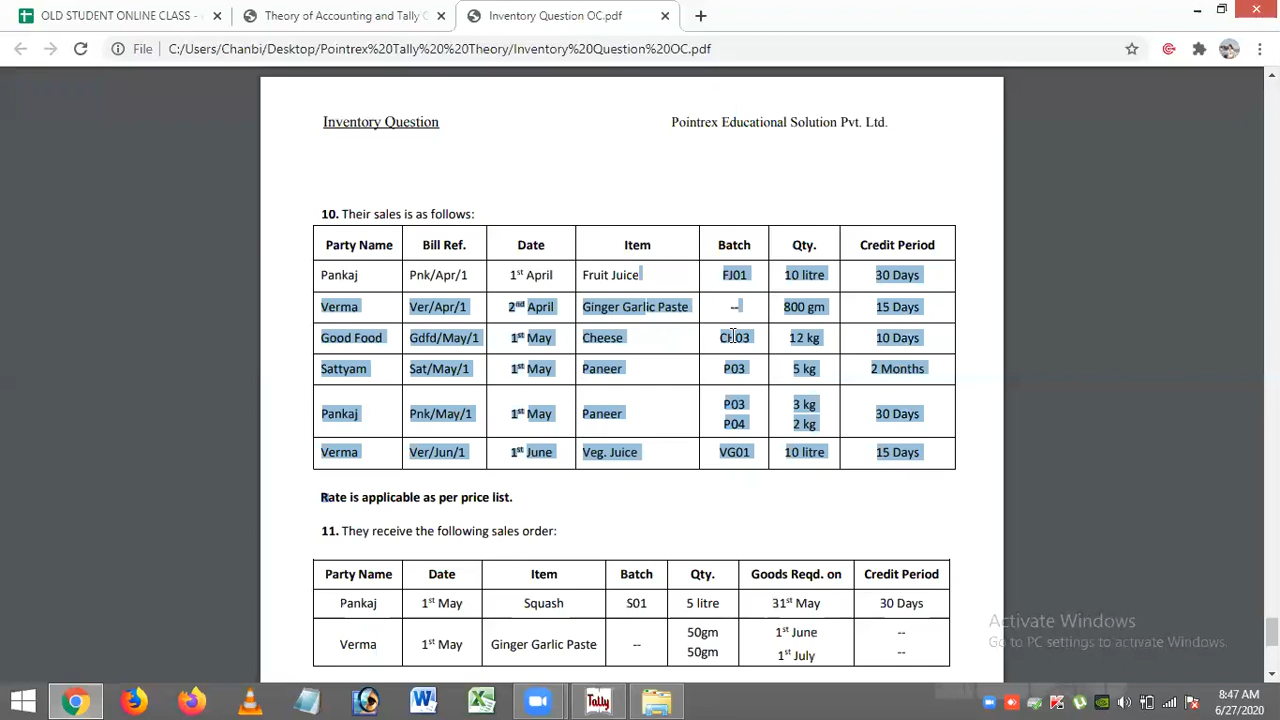 OLD STUDENT ONLINE CLASS -
Theory of Accounting and Tally C
Inventory Question OC.pdf
File
C:/Users/Chanbi/Desktop/Pointrex%20Tally%20%20Theory/Inventory%20Question%20OC.pdf
Inventory Question
Pointrex Educational Solution Pvt. Ltd.
10. Their sales is as follows:
Party Name Bill Ref. Date Item Batch Qty. Credit Period
Pankaj Pnk/Apr/1 1st April Fruit Juice FJ01 10 litre 30 Days
Verma Ver/Apr/1 2nd April Ginger Garlic Paste -- 800 gm 15 Days
Good Food Gdfd/May/1 1st May Cheese 12 kg 10 Days
Sattyam Sat/May/1 1st May Paneer P03 5 kg 2 Months
Pankaj Pnk/May/1 1st May Paneer P03 3 kg 30 Days
P04 2 kg
Verma Ver/Jun/1 1st June Veg. Juice VG01 10 litre 15 Days
Rate is applicable as per price list.
11. They receive the following sales order:
Party Name Date Item Batch Qty. Goods Reqd. on Credit Period
Pankaj 1st May Squash S01 5 litre 31st May 30 Days
Verma 1st May Ginger Garlic Paste -- 50gm 1st June --
50gm 1st July --
Activate Windows
Go to PC settings to activate Windows.
Tally
8:47 AM
6/27/2020